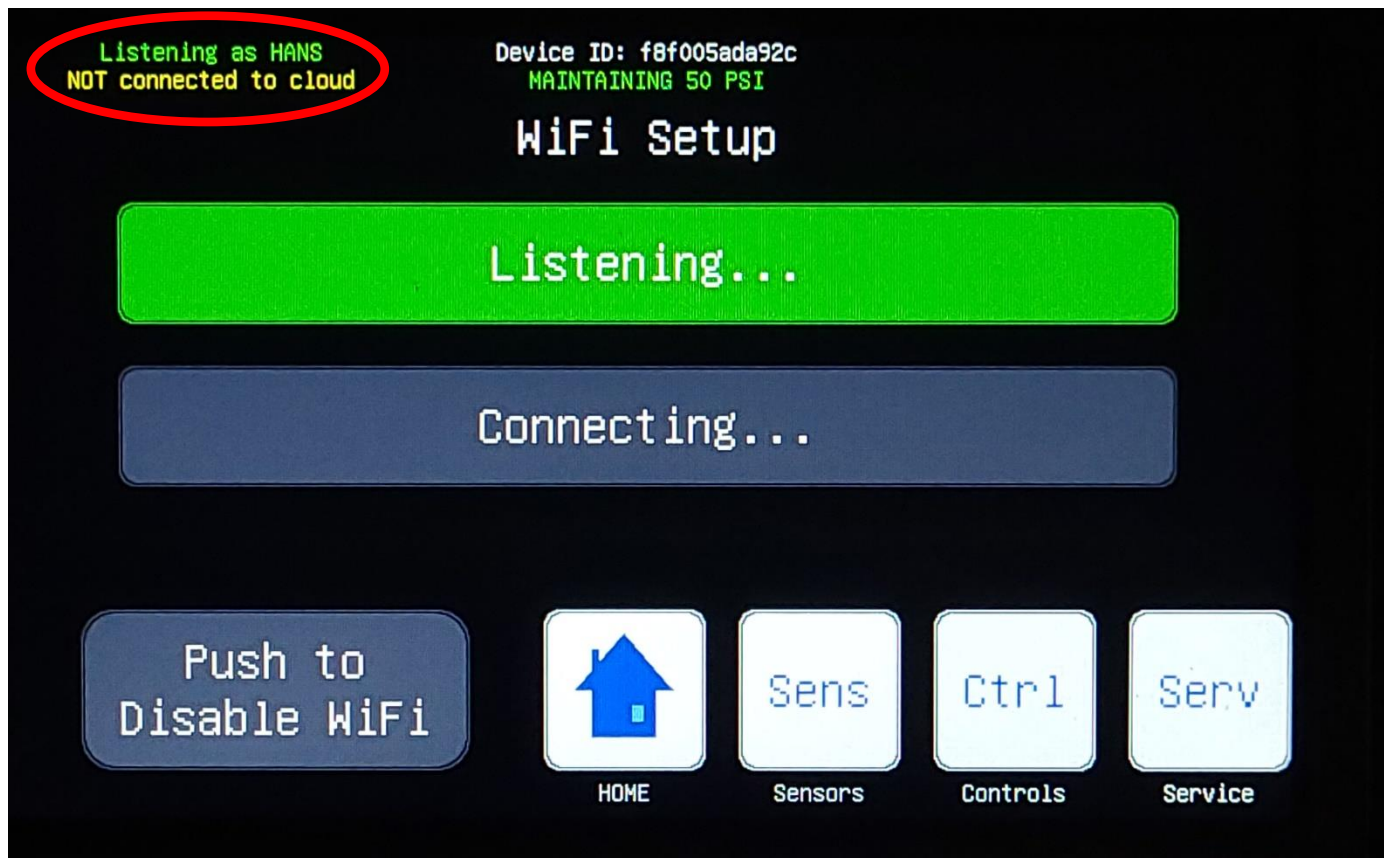 Listening as HANS
NOT connected to cloud
Device ID: f8f005ada92c
MAINTAINING 50 PSI
WiFi Setup
Listening...
Connecting...
Push to
Disable WiFi
Sens
Ctrl
Serv
HOME
Sensors
Controls
Service